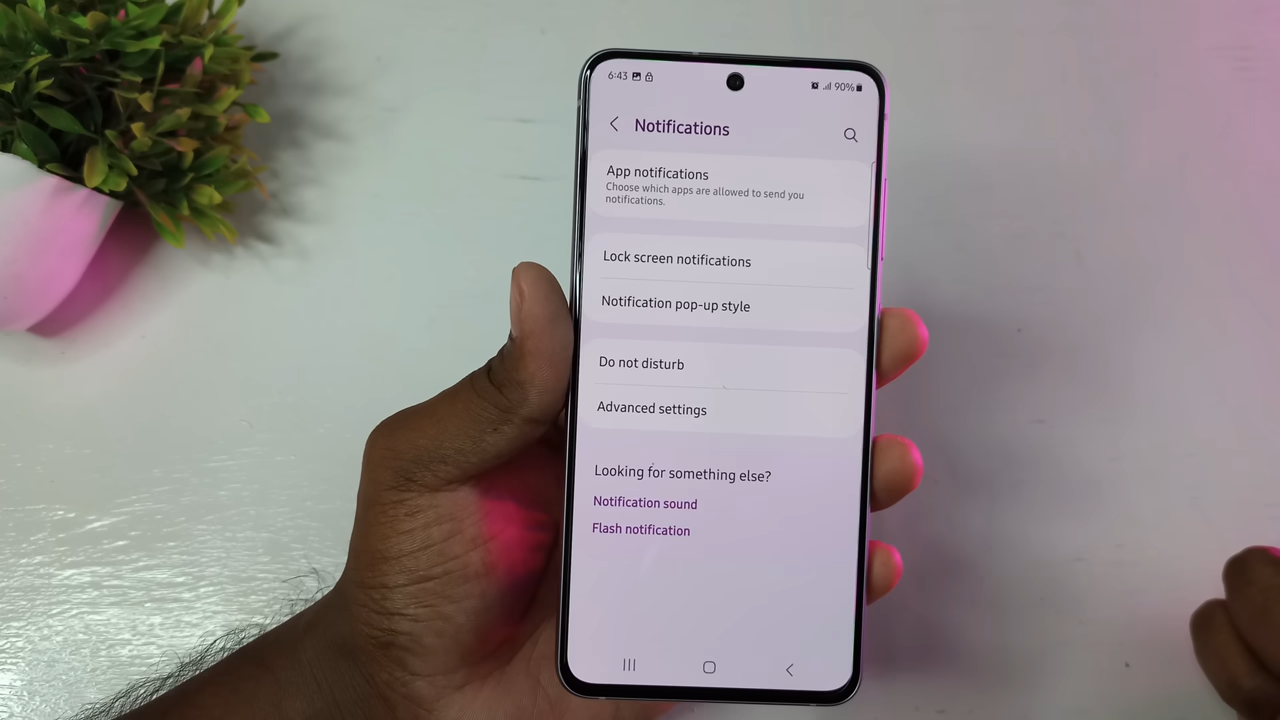 6:43
90%
Notifications
App notifications
Choose which apps are allowed to send you
notifications.
Lock screen notifications
Notification pop-up style
Do not disturb
Advanced settings
Looking for something else?
Notification sound
Flash notification